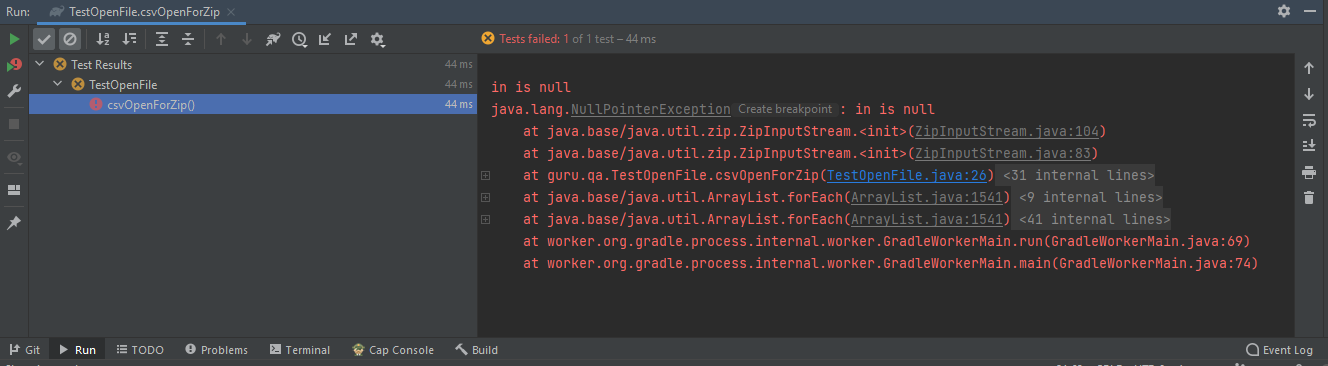 Run: TestOpenFile.csvOpenForZip
Tests failed: 1 of 1 test – 44 ms
Test Results 44 ms
TestOpenFile 44 ms
csvOpenForZip() 44 ms
in is null
java.lang.NullPointerException Create breakpoint : in is null
at java.base/java.util.zip.ZipInputStream.<init>(ZipInputStream.java:104)
at java.base/java.util.zip.ZipInputStream.<init>(ZipInputStream.java:83)
at guru.qa.TestOpenFile.csvOpenForZip(TestOpenFile.java:26) <31 internal lines>
at java.base/java.util.ArrayList.forEach(ArrayList.java:1541) <9 internal lines>
at java.base/java.util.ArrayList.forEach(ArrayList.java:1541) <41 internal lines>
at worker.org.gradle.process.internal.worker.GradleWorkerMain.run(GradleWorkerMain.java:69)
at worker.org.gradle.process.internal.worker.GradleWorkerMain.main(GradleWorkerMain.java:74)
Git Run TODO Problems Terminal Cap Console Build Event Log